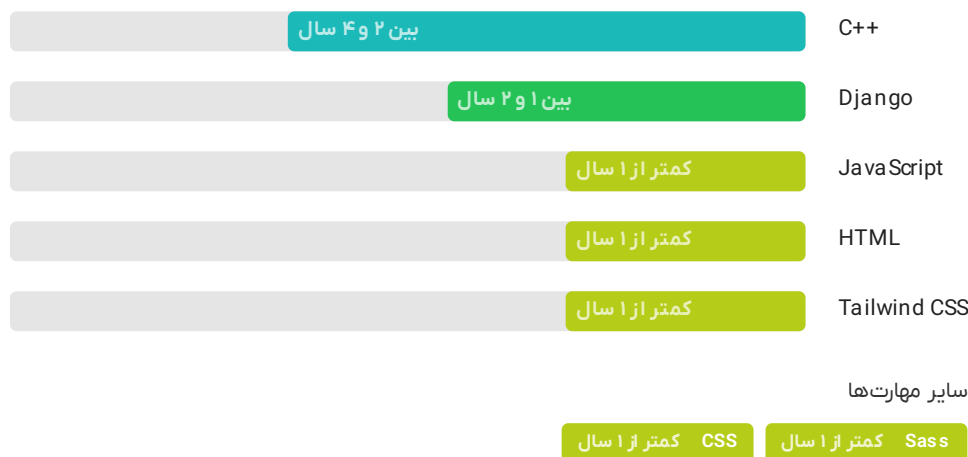 C++ بین ۲ و ۴ سال
Django بین ۱ و ۲ سال
JavaScript کمتر از ۱ سال
HTML کمتر از ۱ سال
Tailwind CSS کمتر از ۱ سال
سایر مهارت‌ها
Sass کمتر از ۱ سال CSS کمتر از ۱ سال